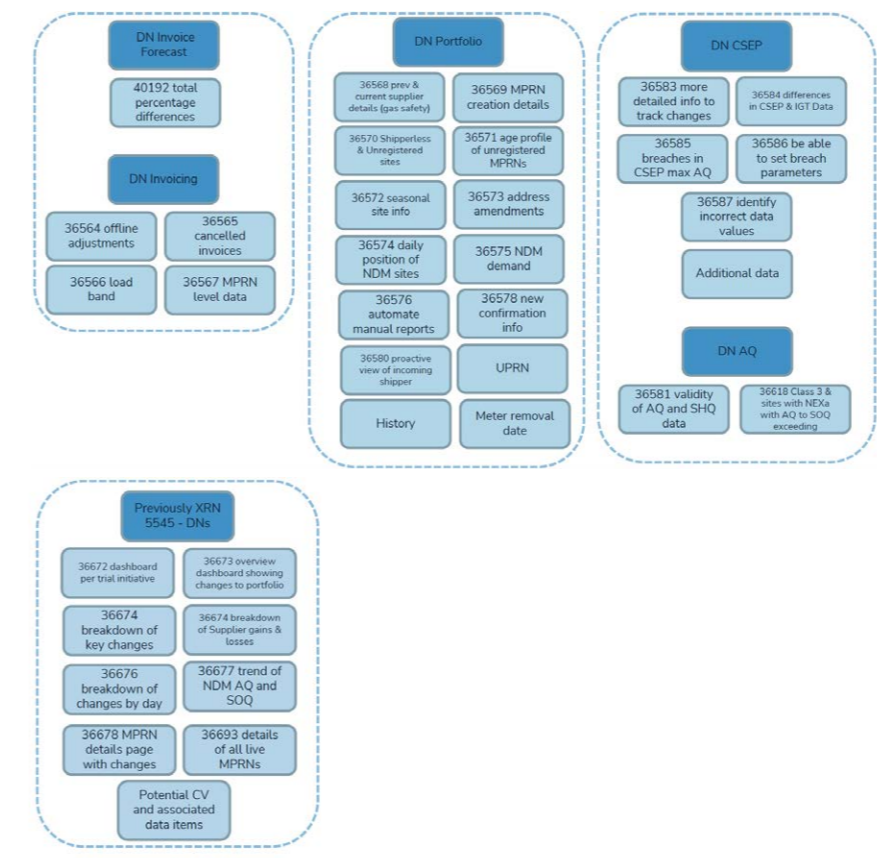 DN Invoice
Forecast
40192 total
percentage
differences
DN Invoicing
36564 offline
adjustments
36565
cancelled
invoices
36566 load
band
36567 MPRN
level data
DN Portfolio
36568 prev &
current supplier
details (gas safety)
36569 MPRN
creation details
36570 Shipperless
& Unregistered
sites
36571 age profile
of unregistered
MPRNs
36572 seasonal
site info
36573 address
amendments
36574 daily
position of
NDM sites
36575 NDM
demand
36576
automate
manual reports
36578 new
confirmation
info
36580 proactive
view of incoming
shipper
UPRN
History
Meter removal
date
DN CSEP
36583 more
detailed info to
track changes
36584 differences
in CSEP & IGT Data
36585
breaches in
CSEP max AQ
36586 be able
to set breach
parameters
36587 identify
incorrect data
values
Additional data
DN AQ
36581 validity
of AQ and SHQ
data
36618 Class 3 &
sites with NEXa
with AQ to SOQ
exceeding
Previously XRN
5545 - DNs
36672 dashboard
per trial initiative
36673 overview
dashboard showing
changes to portfolio
36674
breakdown of
key changes
36674 breakdown
of Supplier gains &
losses
36676
breakdown of
changes by day
36677 trend of
NDM AQ and
SOQ
36678 MPRN
details page
with changes
36693 details
of all live
MPRNs
Potential CV
and associated
data items